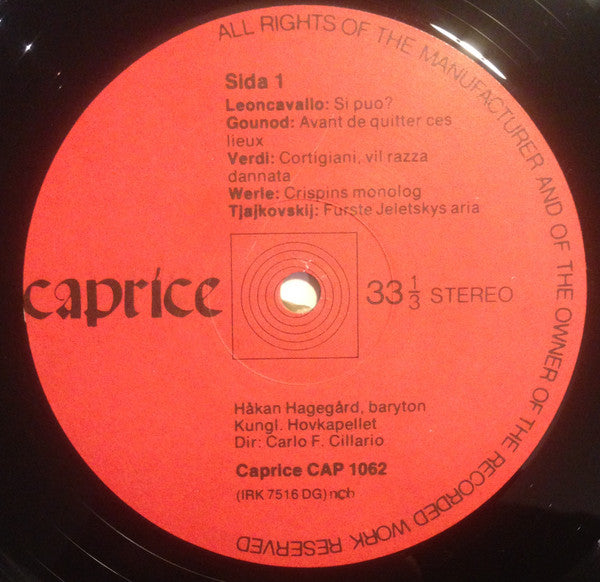 ALL RIGHTS OF THE MANUFACTURER AND OF THE OWNER OF THE RECORDED WORK RESERVED
Sida 1
Leoncavallo: Si puo?
Gounod: Avant de quitter ces
lieux
Verdi: Cortigiani, vil razza
dannata
Werle: Crispins monolog
Tjajkovskij: Furste Jeletskys aria
caprice
33 1/3 STEREO
Håkan Hagegård, baryton
Kungl. Hovkapellet
Dir: Carlo F. Cillario
Caprice CAP 1062
(IRK 7516 DG) ncb